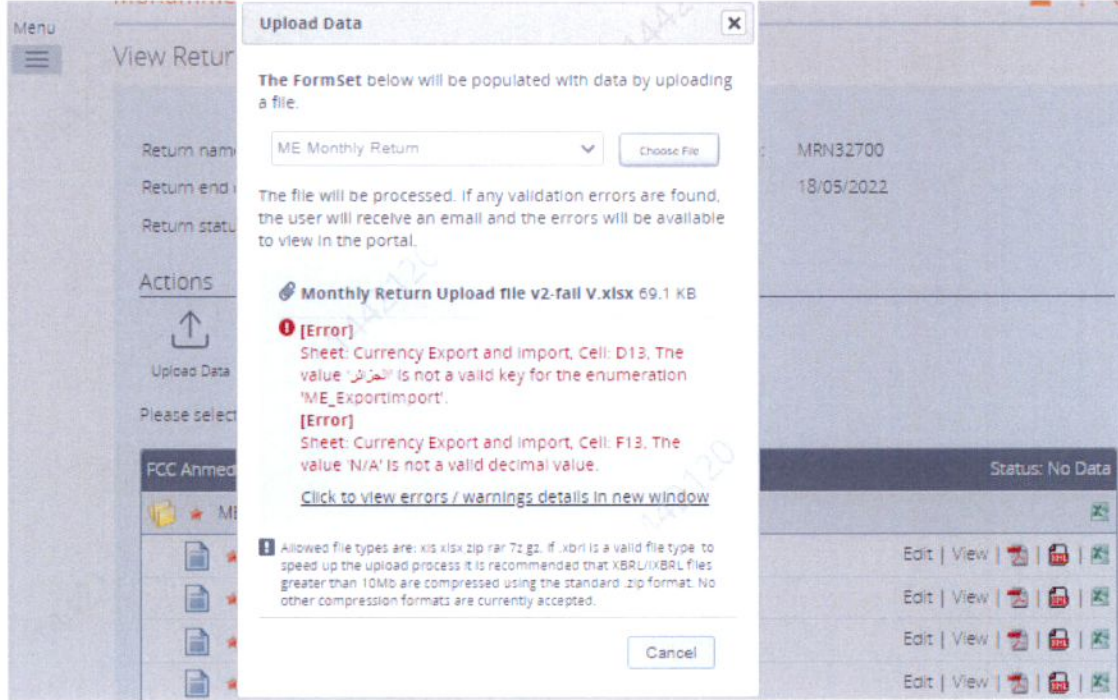 Menu
View Retur
Return name
Return end
Return statu
Actions
Upload Data
Please select
Upload Data
The FormSet below will be populated with data by uploading
a file.
ME Monthly Return
Choose File
The file will be processed. If any validation errors are found,
the user will receive an email and the errors will be available
to view in the portal.
Monthly Return Upload file v2-fail V.xlsx 69.1 KB
[Error]
Sheet: Currency Export and Import, Cell: D13, The
value 'الجزائر' is not a valid key for the enumeration
'ME_ExportImport'.
[Error]
Sheet: Currency Export and Import, Cell: F13, The
value 'N/A' is not a valid decimal value.
Click to view errors / warnings details in new window
Allowed file types are: xls xlsx zip rar 7z gz. If .xbrl is a valid file type to
speed up the upload process it is recommended that XBRL/iXBRL files
greater than 10Mb are compressed using the standard .zip format. No
other compression formats are currently accepted.
Cancel
MRN32700
18/05/2022
FCC Ahmed
Status: No Data
ME
Edit | View
Edit | View
Edit | View
Edit | View